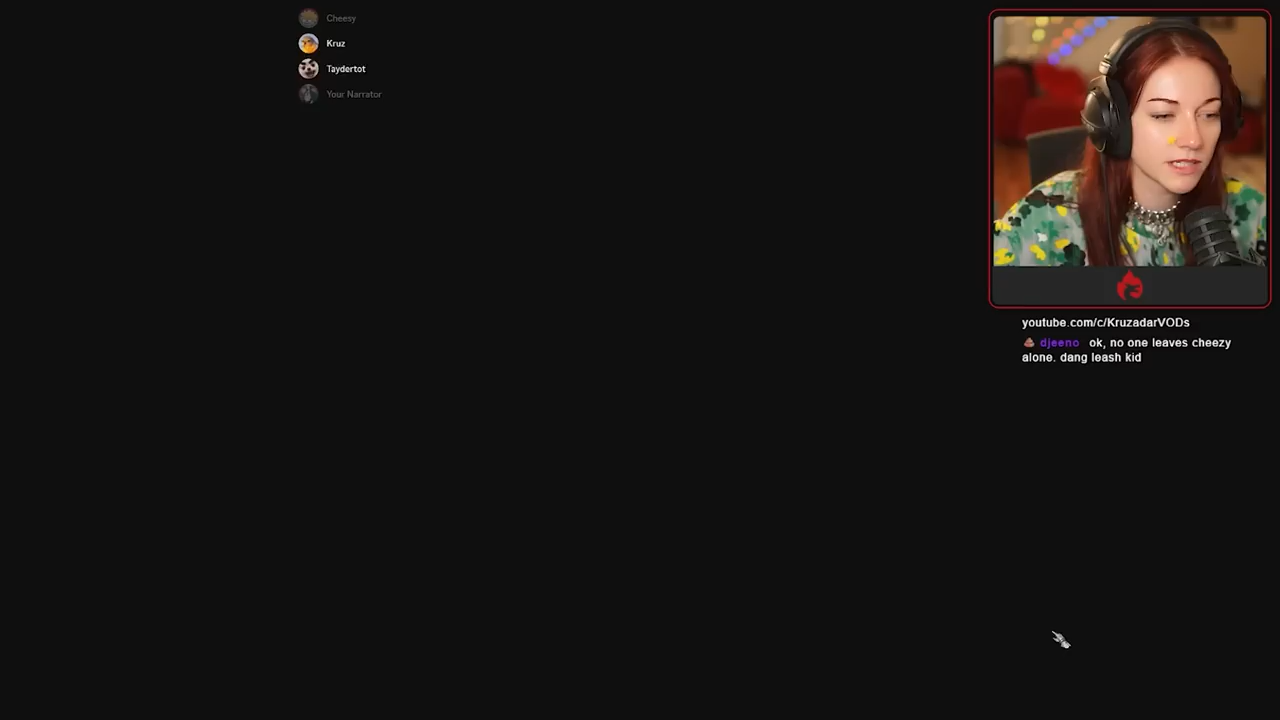 Cheesy
Kruz
Taydertot
Your Narrator
youtube.com/c/KruzadarVODs
djeeno ok, no one leaves cheezy
alone. dang leash kid